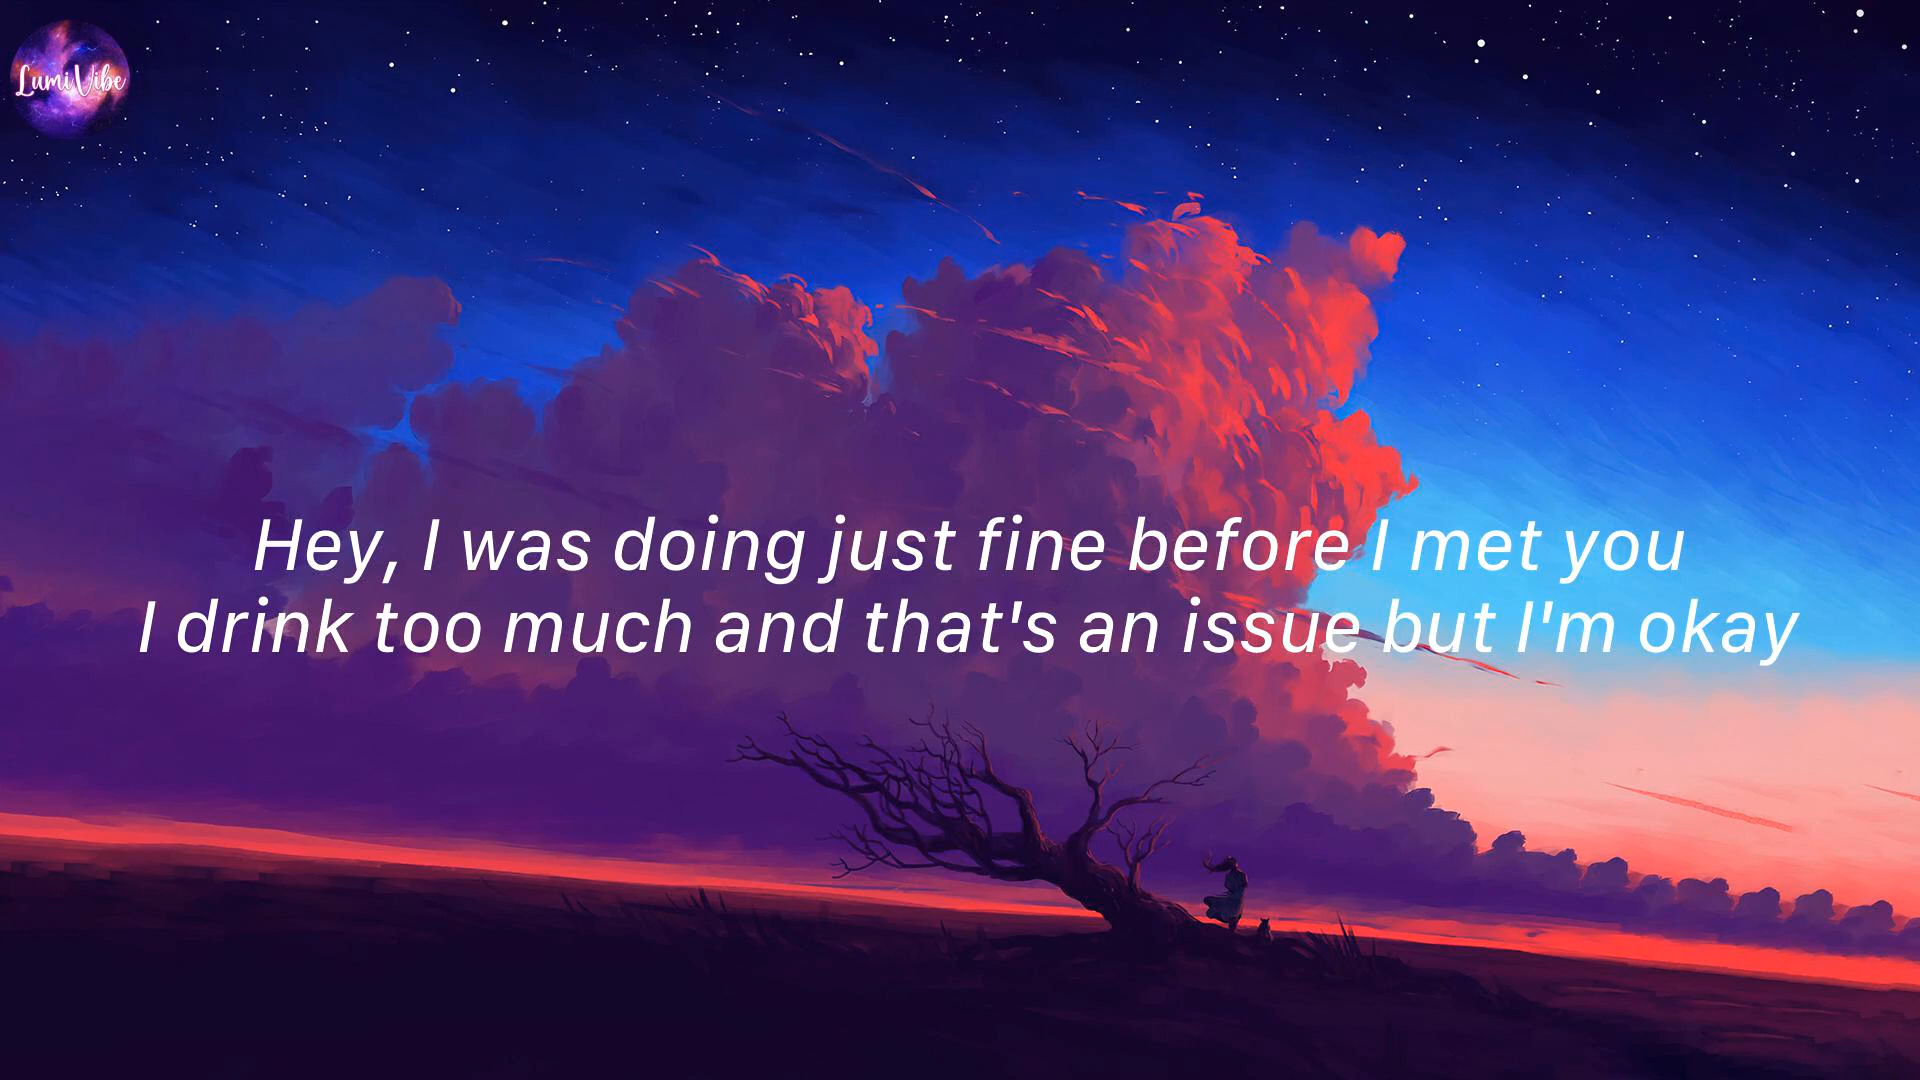 LumiVibe
Hey, I was doing just fine before I met you
I drink too much and that's an issue but I'm okay